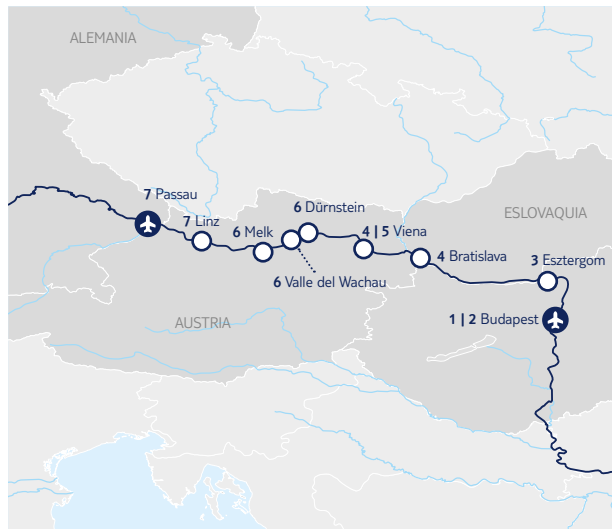 ALEMANIA
7 Passau
7 Linz
6 Melk
6 Dürnstein
6 Valle del Wachau
4 | 5 Viena
4 Bratislava
ESLOVAQUIA
3 Esztergom
1 | 2 Budapest
AUSTRIA